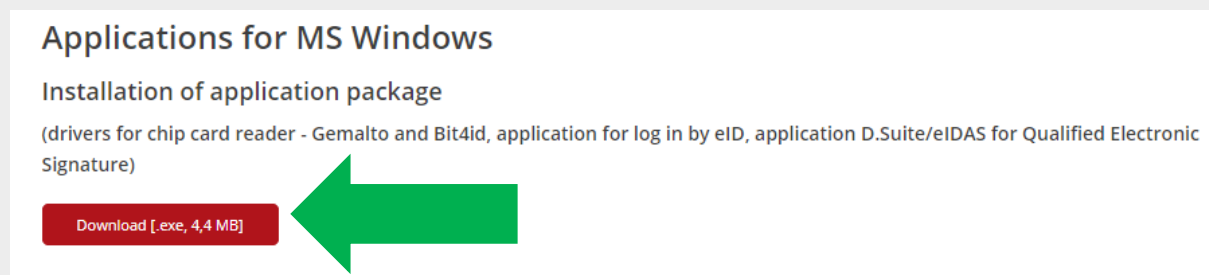 Applications for MS Windows
Installation of application package
(drivers for chip card reader - Gemalto and Bit4id, application for log in by eID, application D.Suite/eIDAS for Qualified Electronic
Signature)
Download [.exe, 4,4 MB]